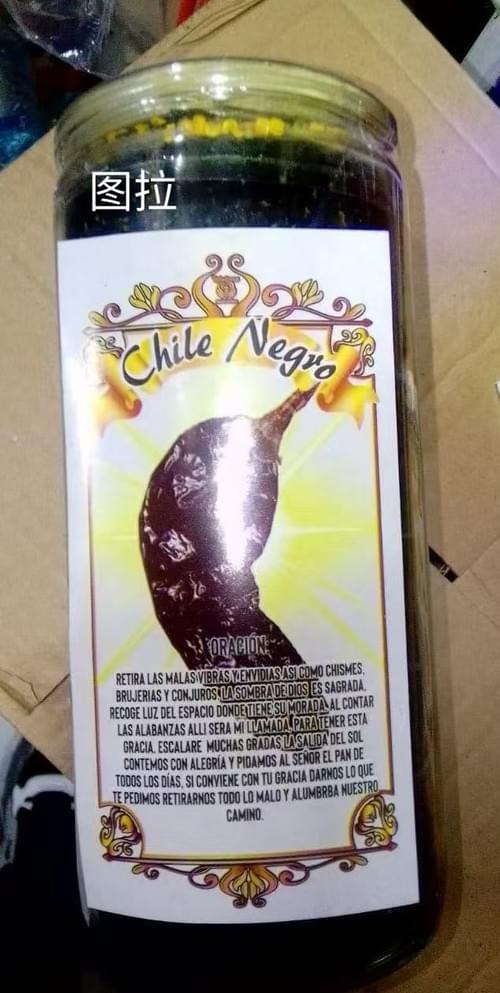 图拉
Chile Negro
ORACIÓN
RETIRA LAS MALAS VIBRAS Y ENVIDIAS ASI COMO CHISMES,
BRUJERIAS Y CONJUROS, LA SOMBRA DE DIOS ES SAGRADA,
RECOGE LUZ DEL ESPACIO DONDE TIENE SU MORADA, AL CONTAR
LAS ALABANZAS ALLI SERA MI LLAMADA, PARA TENER ESTA
GRACIA, ESCALARE MUCHAS GRADAS LA SALIDA DEL SOL
CONTEMOS CON ALEGRÍA Y PIDAMOS AL SEÑOR EL PAN DE
TODOS LOS DÍAS, SI CONVIENE CON TU GRACIA DARNOS LO QUE
TE PEDIMOS RETIRARNOS TODO LO MALO Y ALUMBRBA NUESTRO
CAMINO.